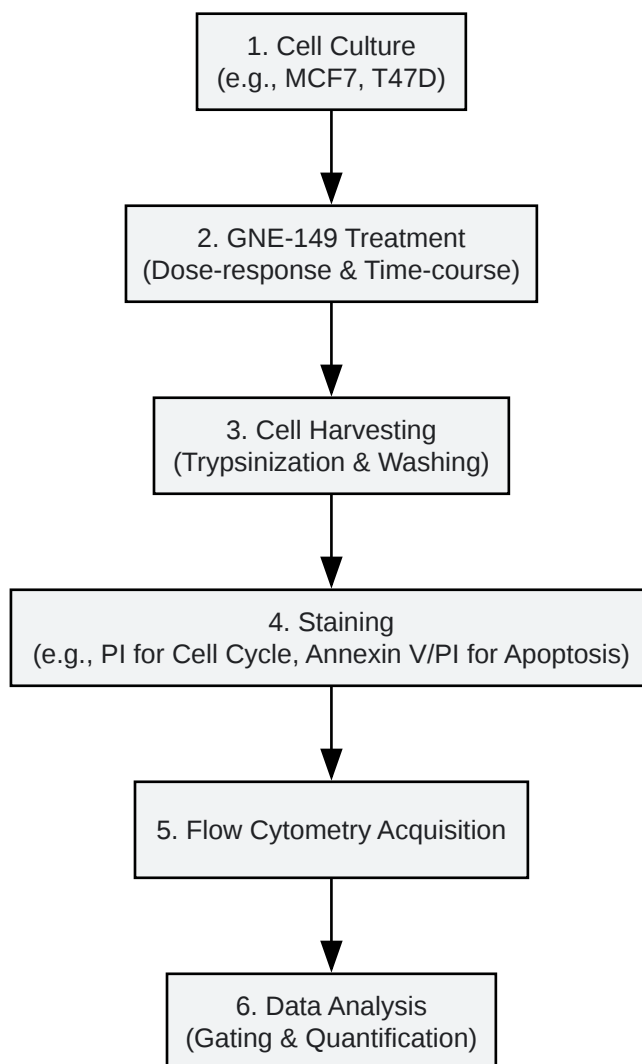 1. Cell Culture
(e.g., MCF7, T47D)
2. GNE-149 Treatment
(Dose-response & Time-course)
3. Cell Harvesting
(Trypsinization & Washing)
4. Staining
(e.g., PI for Cell Cycle, Annexin V/PI for Apoptosis)
5. Flow Cytometry Acquisition
6. Data Analysis
(Gating & Quantification)